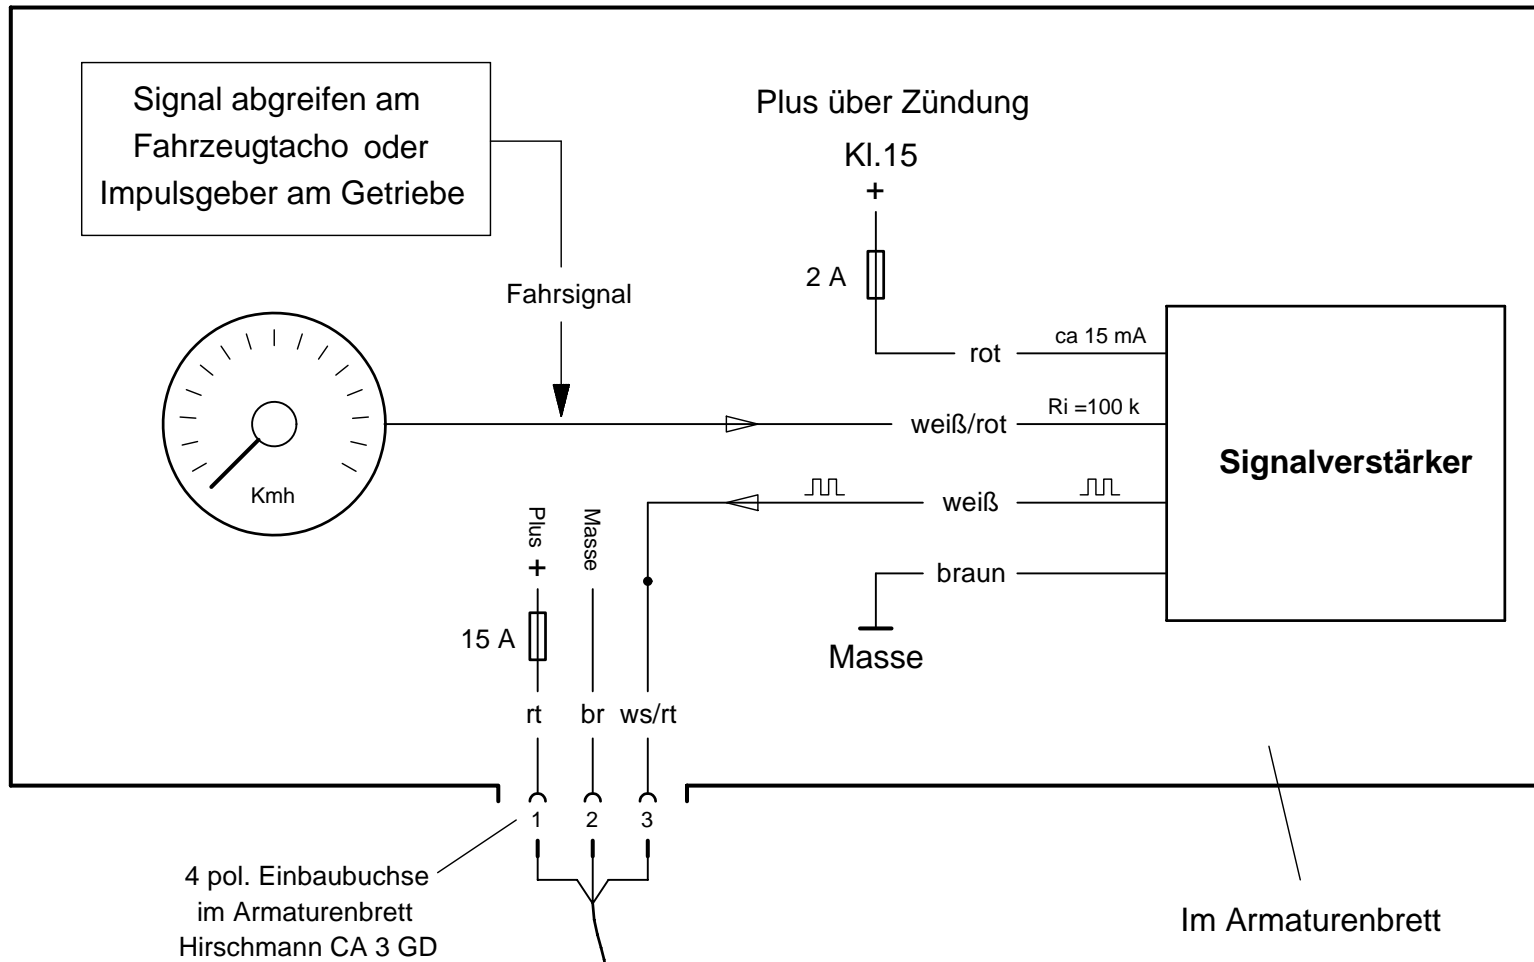 Signal abgreifen am
Fahrzeugtacho oder
Impulsgeber am Getriebe
Plus über Zündung
Kl.15
+
2 A
Fahrsignal
rot
ca 15 mA
weiß/rot
Ri =100 k
Signalverstärker
Kmh
weiß
Plus +
Masse
braun
15 A
Masse
rt
br
ws/rt
1
2
3
4 pol. Einbaubuchse
im Armaturenbrett
Hirschmann CA 3 GD
Im Armaturenbrett